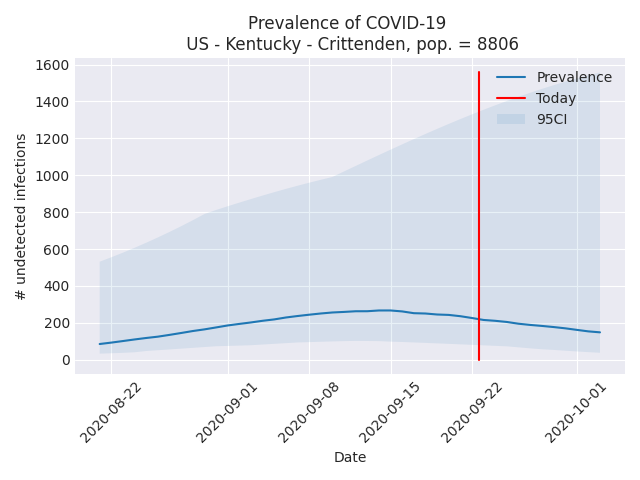 Prevalence of COVID-19
US - Kentucky - Crittenden, pop. = 8806
Prevalence
Today
95CI
# undetected infections
1600
1400
1200
1000
800
600
400
200
0
2020-08-22
2020-09-01
2020-09-08
2020-09-15
2020-09-22
2020-10-01
Date